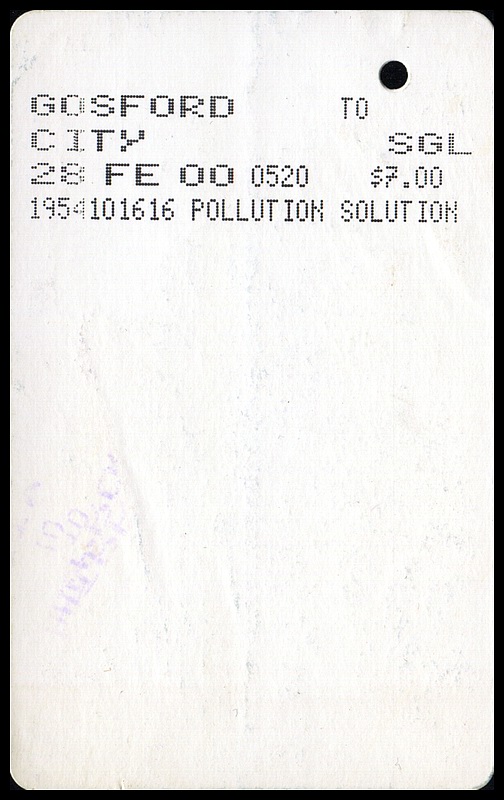 GOSFORD TO
CITY SGL
28 FE 00 0520 $7.00
1954101616 POLLUTION SOLUTION